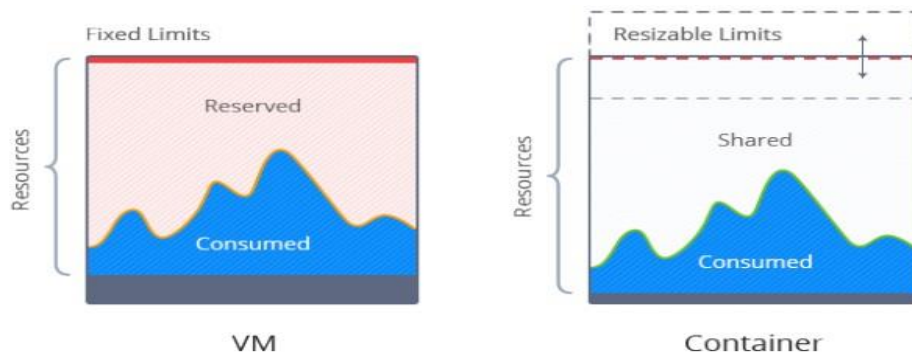 Fixed Limits
Reserved
Resources
Consumed
VM
Resizable Limits
Shared
Resources
Consumed
Container